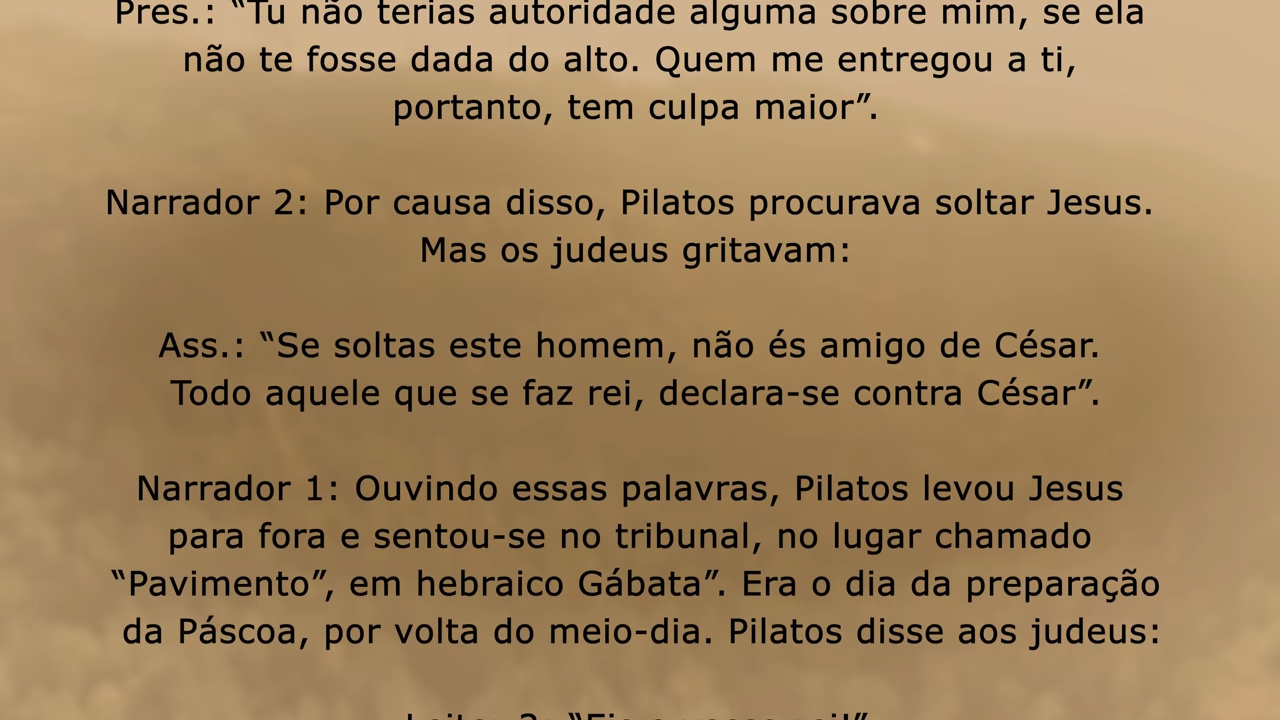 Pres.: “Tu não terias autoridade alguma sobre mim, se ela
não te fosse dada do alto. Quem me entregou a ti,
portanto, tem culpa maior”.
Narrador 2: Por causa disso, Pilatos procurava soltar Jesus.
Mas os judeus gritavam:
Ass.: “Se soltas este homem, não és amigo de César.
Todo aquele que se faz rei, declara-se contra César”.
Narrador 1: Ouvindo essas palavras, Pilatos levou Jesus
para fora e sentou-se no tribunal, no lugar chamado
“Pavimento”, em hebraico Gábata”. Era o dia da preparação
da Páscoa, por volta do meio-dia. Pilatos disse aos judeus: